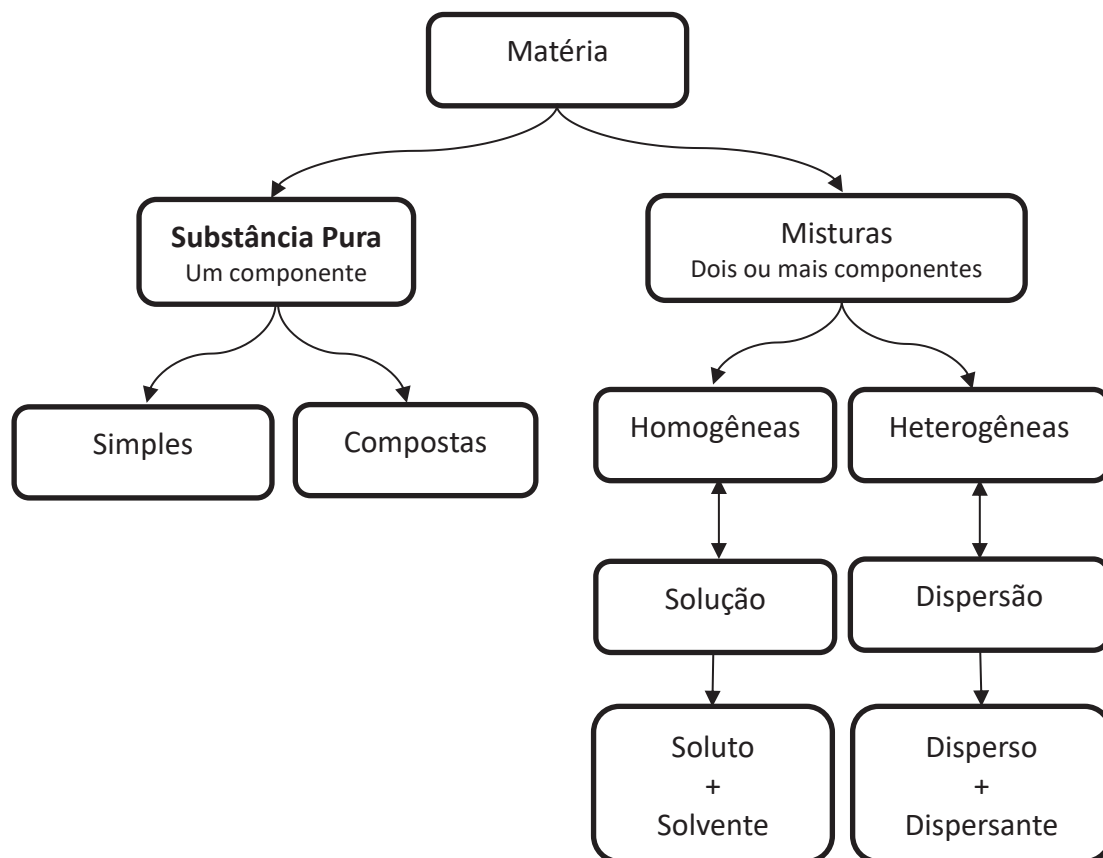 Matéria
Substância Pura
Um componente
Misturas
Dois ou mais componentes
Simples
Compostas
Homogêneas
Heterogêneas
Solução
Dispersão
Soluto
+
Solvente
Disperso
+
Dispersante